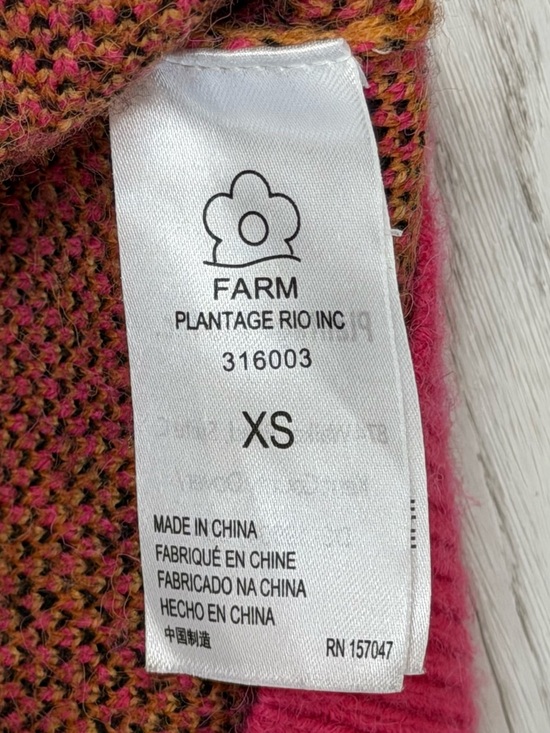 FARM
PLANTAGE RIO INC
316003
XS
MADE IN CHINA
FABRIQUÉ EN CHINE
FABRICADO NA CHINA
HECHO EN CHINA
中国制造
RN 157047